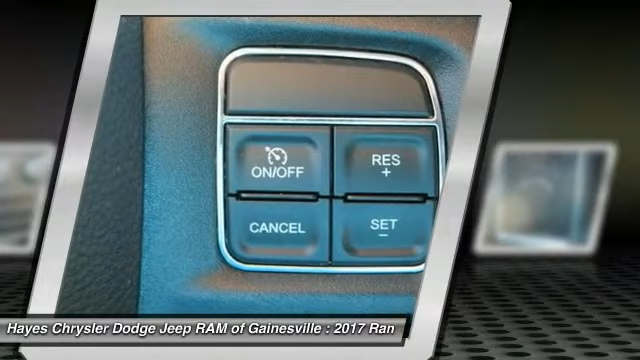 ON/OFF
RES
+
CANCEL
SET
–
Hayes Chrysler Dodge Jeep RAM of Gainesville : 2017 Ran